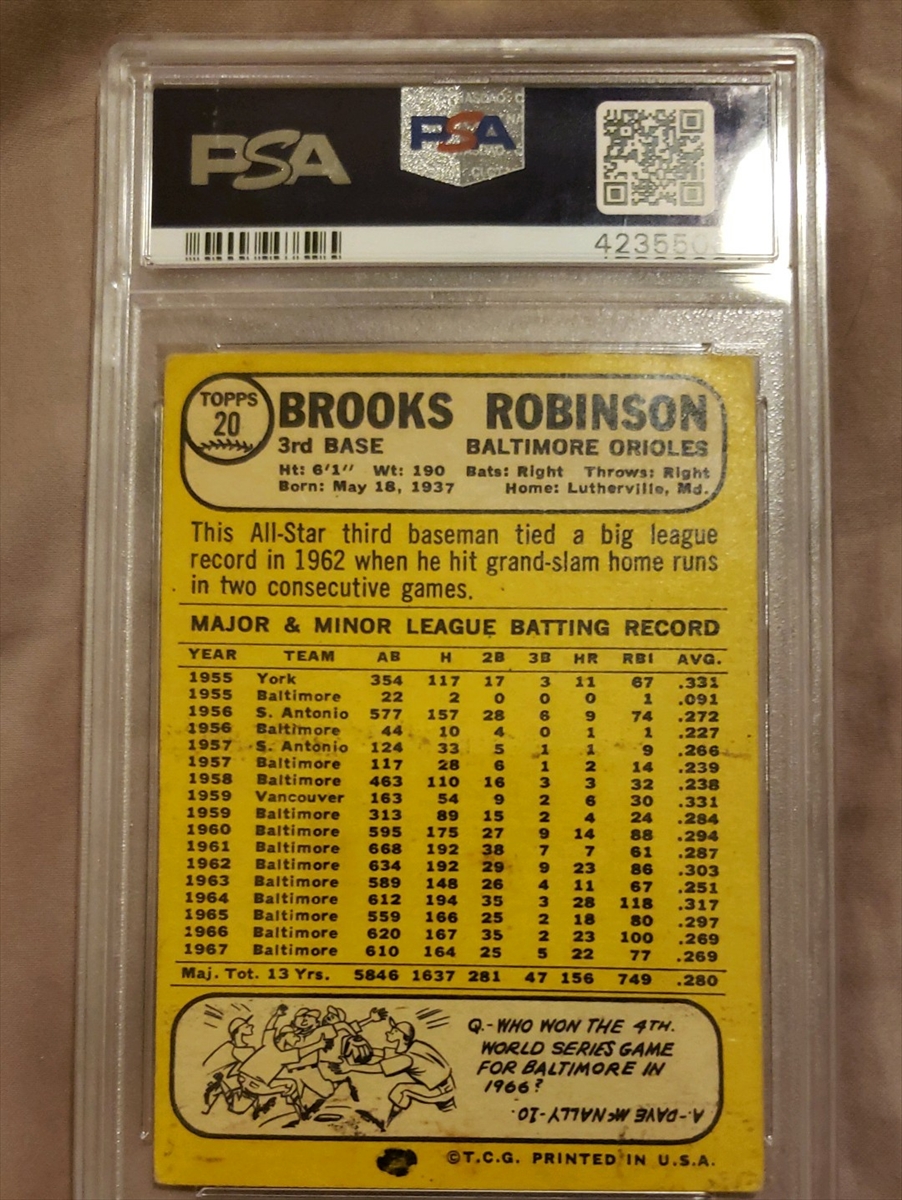 PSA
PSA
423550
TOPPS
20
BROOKS ROBINSON
3rd BASE BALTIMORE ORIOLES
Ht: 6'1" Wt: 190 Bats: Right Throws: Right
Born: May 18, 1937 Home: Lutherville, Md.
This All-Star third baseman tied a big league
record in 1962 when he hit grand-slam home runs
in two consecutive games.
MAJOR & MINOR LEAGUE BATTING RECORD
YEAR TEAM AB H 2B 3B HR RBI AVG.
1955 York 354 117 17 3 11 67 .331
1955 Baltimore 22 2 0 0 0 1 .091
1956 S. Antonio 577 157 28 6 9 74 .272
1956 Baltimore 44 10 4 0 1 1 .227
1957 S. Antonio 124 33 5 1 1 9 .266
1957 Baltimore 117 28 6 1 2 14 .239
1958 Baltimore 463 110 16 3 3 32 .238
1959 Vancouver 163 54 9 2 6 30 .331
1959 Baltimore 313 89 15 2 4 24 .284
1960 Baltimore 595 175 27 9 14 88 .294
1961 Baltimore 668 192 38 7 7 61 .287
1962 Baltimore 634 192 29 9 23 86 .303
1963 Baltimore 589 148 26 4 11 67 .251
1964 Baltimore 612 194 35 3 28 118 .317
1965 Baltimore 559 166 25 2 18 80 .297
1966 Baltimore 620 167 35 2 23 100 .269
1967 Baltimore 610 164 25 5 22 77 .269
Maj. Tot. 13 Yrs. 5846 1637 281 47 156 749 .280
Q.-WHO WON THE 4TH.
WORLD SERIES GAME
FOR BALTIMORE IN
1966?
A.-DAVE McNALLY-1-0.
©T.C.G. PRINTED IN U.S.A.